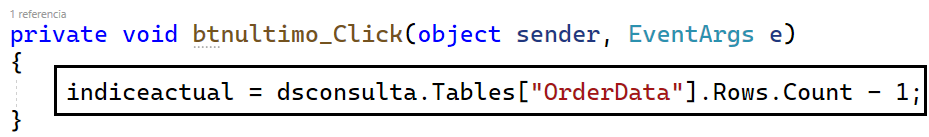 1 referencia
private void btnultimo_Click(object sender, EventArgs e)
{
indiceactual = dsconsulta.Tables["OrderData"].Rows.Count - 1;
}